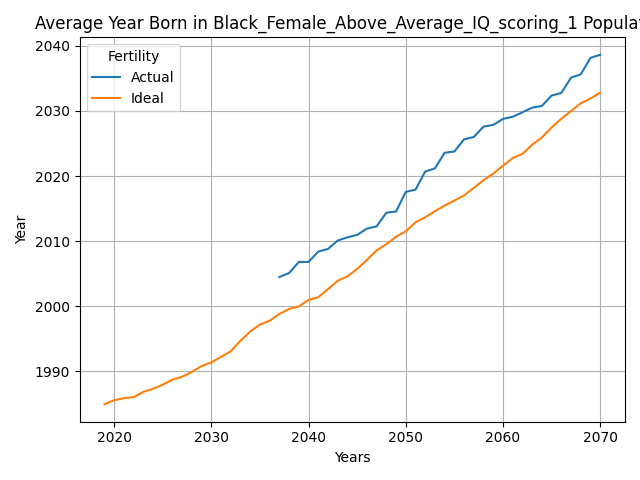 Average Year Born in Black_Female_Above_Average_IQ_scoring_1 Populat
Fertility
Actual
Ideal
2040
2030
2020
2010
2000
1990
Year
2020 2030 2040 2050 2060 2070
Years